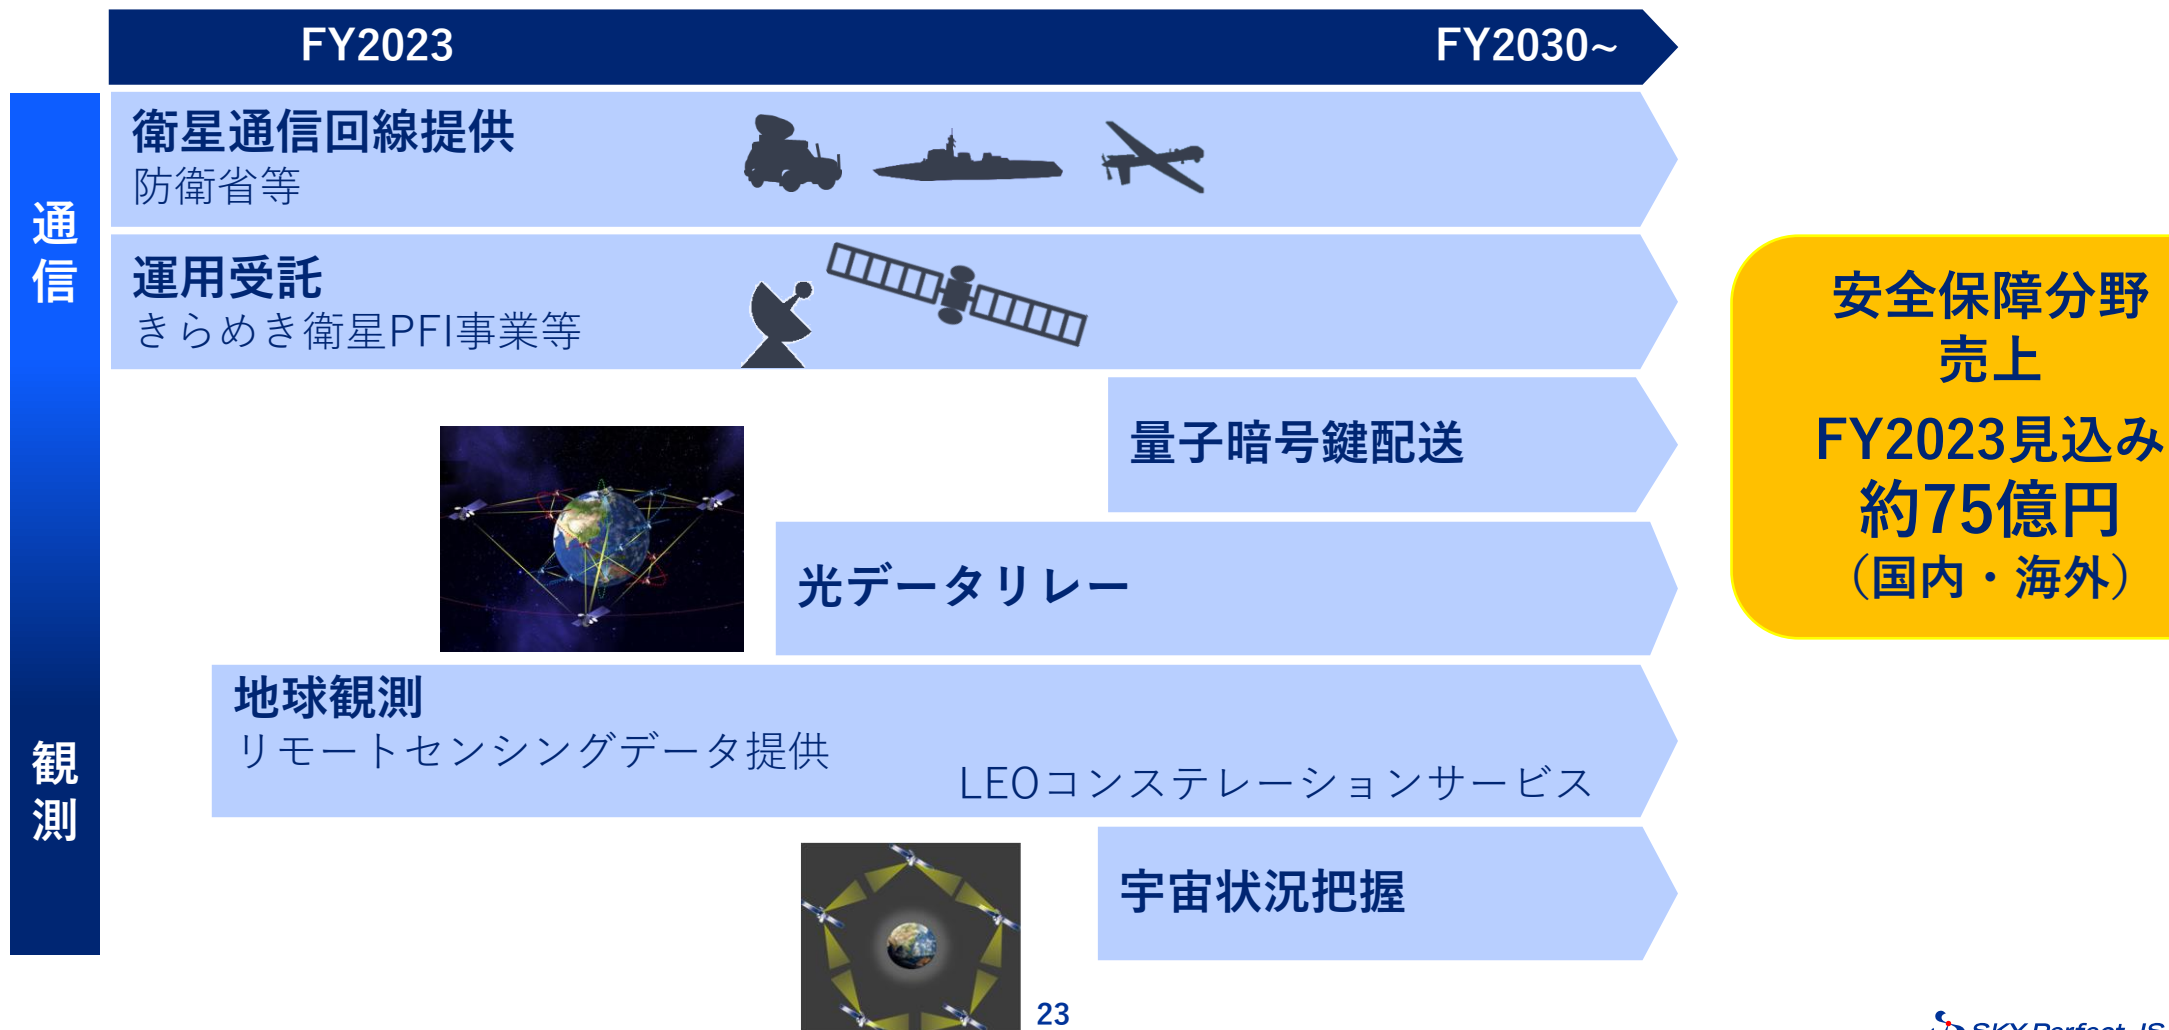 FY2023 FY2030~
通信
衛星通信回線提供
防衛省等
運用受託
きらめき衛星PFI事業等
量子暗号鍵配送
光データリレー
観測
地球観測
リモートセンシングデータ提供
LEOコンステレーションサービス
宇宙状況把握
安全保障分野
売上
FY2023見込み
約75億円
（国内・海外）
23
SKY Perfect